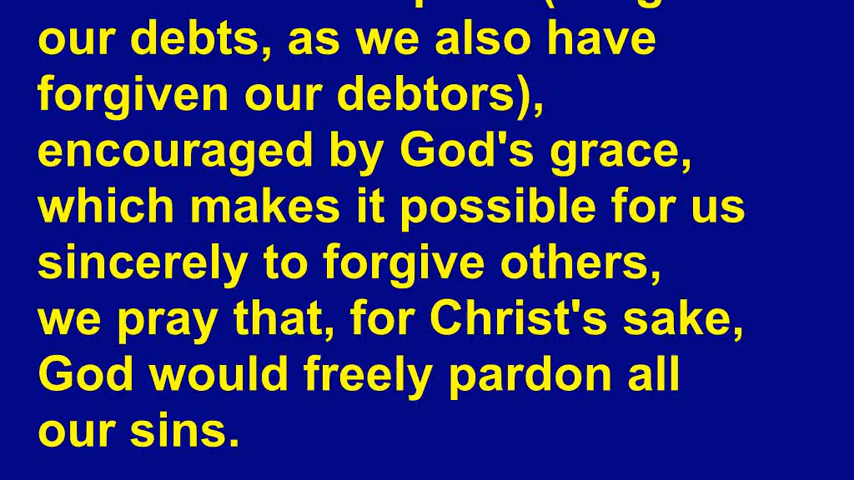 our debts, as we also have
forgiven our debtors),
encouraged by God's grace,
which makes it possible for us
sincerely to forgive others,
we pray that, for Christ's sake,
God would freely pardon all
our sins.